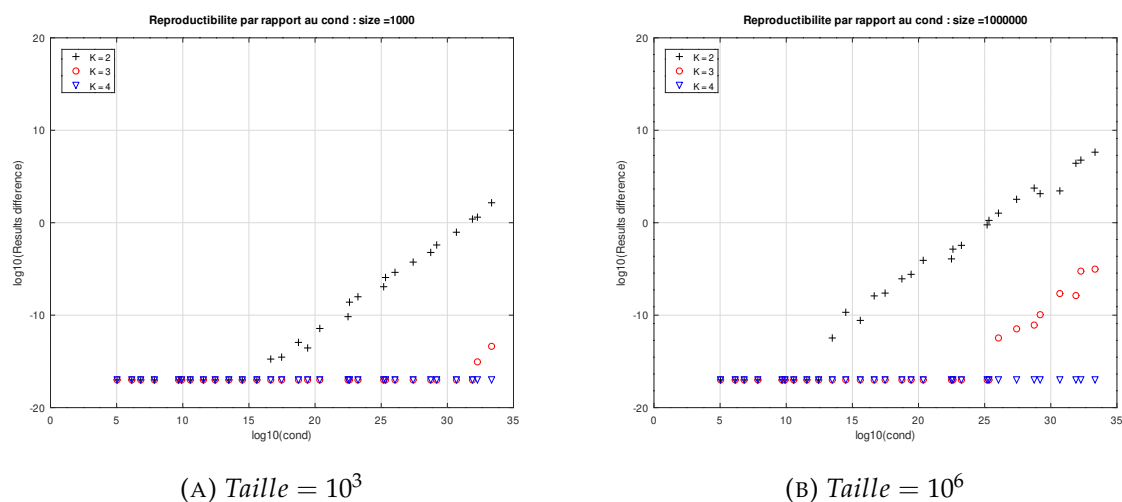 Reproductibilite par rapport au cond : size =1000
20
10
0
-10
-20
0 5 10 15 20 25 30 35
log10(Results difference)
log10(cond)
K = 2
K = 3
K = 4
(A) Taille = 10³
Reproductibilite par rapport au cond : size =1000000
20
10
0
-10
-20
0 5 10 15 20 25 30 35
log10(Results difference)
log10(cond)
K = 2
K = 3
K = 4
(B) Taille = 10⁶